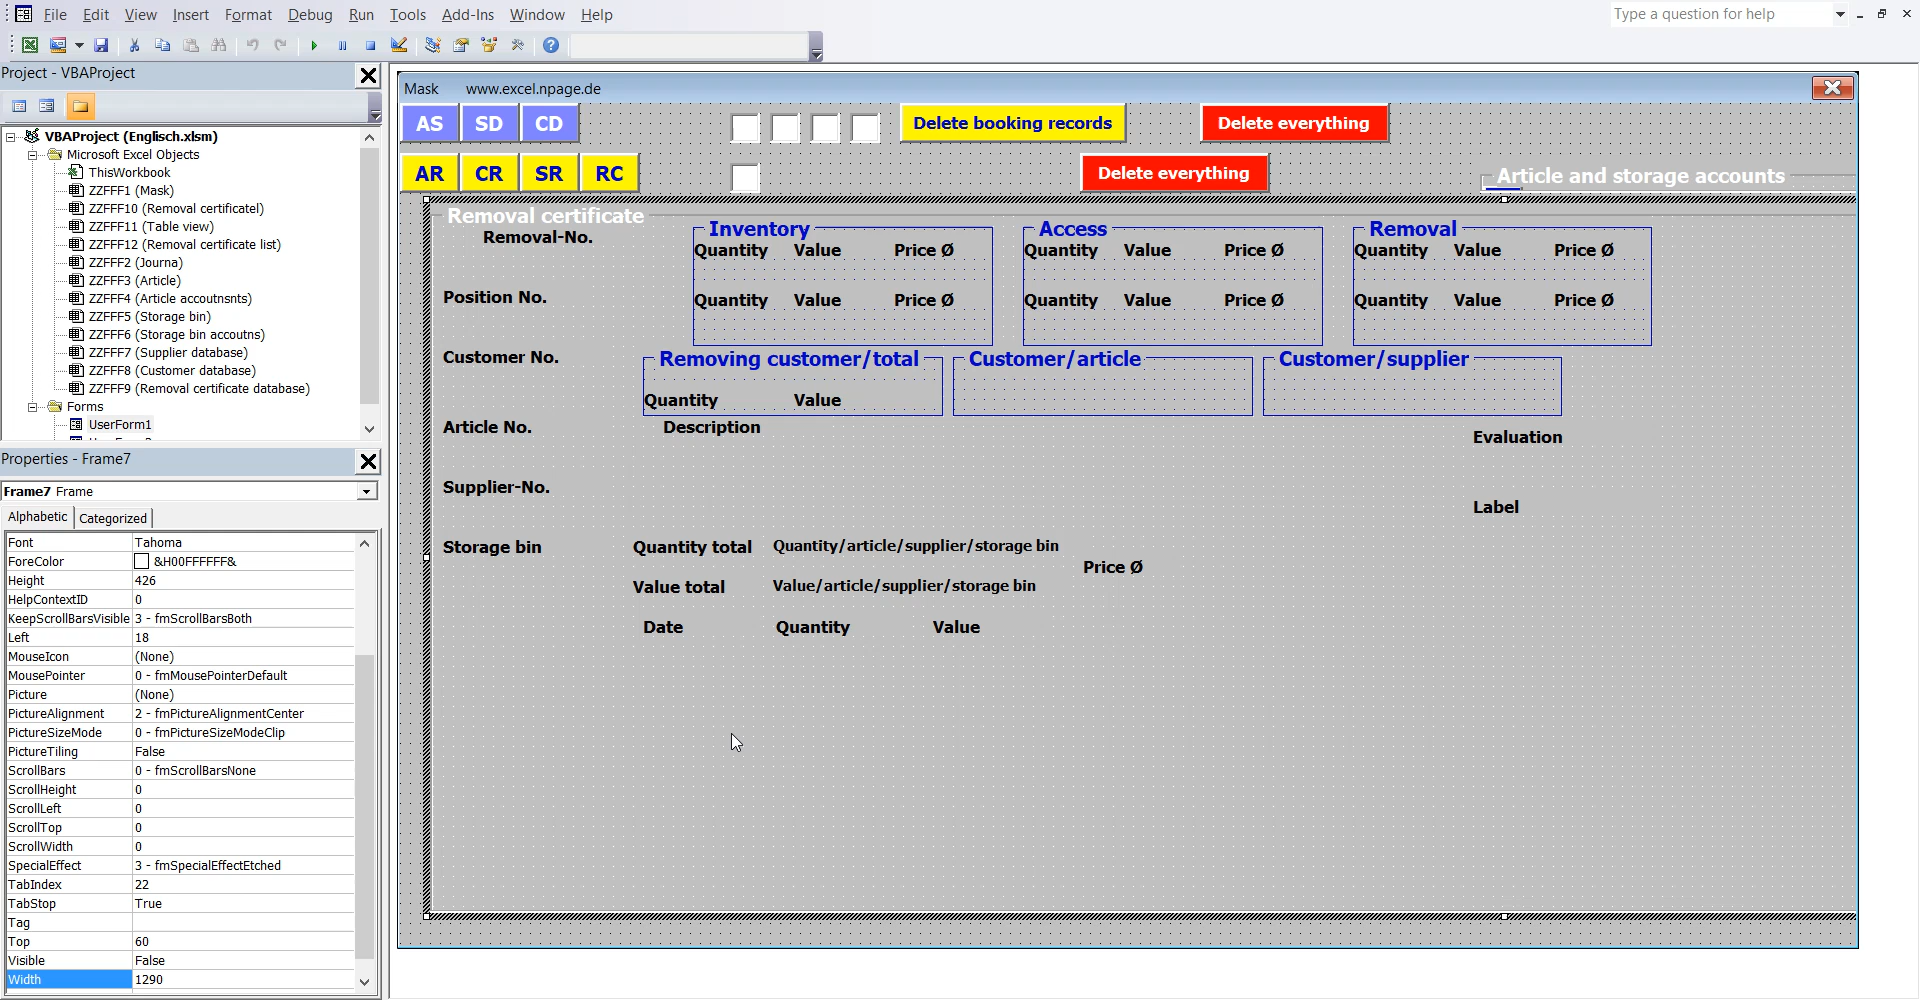 File Edit View Insert Format Debug Run Tools Add-Ins Window Help
Type a question for help
Project - VBAProject
VBAProject (Englisch.xlsm)
Microsoft Excel Objects
ThisWorkbook
ZZFFF1 (Mask)
ZZFFF10 (Removal certificatel)
ZZFFF11 (Table view)
ZZFFF12 (Removal certificate list)
ZZFFF2 (Journa)
ZZFFF3 (Article)
ZZFFF4 (Article accoutnsnts)
ZZFFF5 (Storage bin)
ZZFFF6 (Storage bin accoutns)
ZZFFF7 (Supplier database)
ZZFFF8 (Customer database)
ZZFFF9 (Removal certificate database)
Forms
UserForm1
Properties - Frame7
Frame7 Frame
Alphabetic Categorized
Font Tahoma
ForeColor &H00FFFFFF&
Height 426
HelpContextID 0
KeepScrollBarsVisible 3 - fmScrollBarsBoth
Left 18
MouseIcon (None)
MousePointer 0 - fmMousePointerDefault
Picture (None)
PictureAlignment 2 - fmPictureAlignmentCenter
PictureSizeMode 0 - fmPictureSizeModeClip
PictureTiling False
ScrollBars 0 - fmScrollBarsNone
ScrollHeight 0
ScrollLeft 0
ScrollTop 0
ScrollWidth 0
SpecialEffect 3 - fmSpecialEffectEtched
TabIndex 22
TabStop True
Tag
Top 60
Visible False
Width 1290
Mask www.excel.npage.de
AS SD CD Delete booking records Delete everything
AR CR SR RC Delete everything
Article and storage accounts
Removal certificate
Removal-No.
Inventory Access Removal
Quantity Value Price Ø Quantity Value Price Ø Quantity Value Price Ø
Position No. Quantity Value Price Ø Quantity Value Price Ø Quantity Value Price Ø
Customer No. Removing customer/total Customer/article Customer/supplier
Quantity Value
Article No. Description
Evaluation
Supplier-No.
Label
Storage bin Quantity total Quantity/article/supplier/storage bin
Price Ø
Value total Value/article/supplier/storage bin
Date Quantity Value